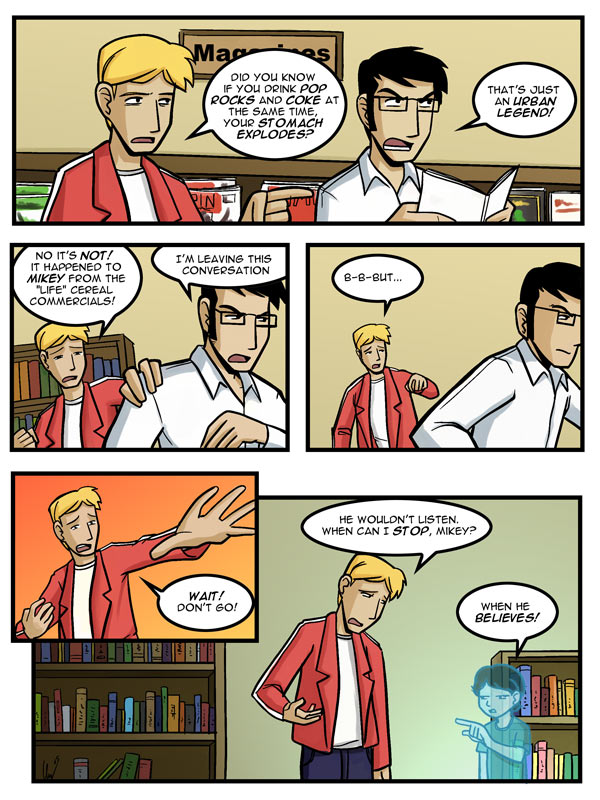 Magazines
DID YOU KNOW
IF YOU DRINK POP
ROCKS AND COKE AT
THE SAME TIME,
YOUR STOMACH
EXPLODES?
THAT'S JUST
AN URBAN
LEGEND!
NO IT'S NOT!
IT HAPPENED TO
MIKEY FROM THE
"LIFE" CEREAL
COMMERCIALS!
I'M LEAVING THIS
CONVERSATION
B-B-BUT...
WAIT!
DON'T GO!
HE WOULDN'T LISTEN.
WHEN CAN I STOP, MIKEY?
WHEN HE
BELIEVES!